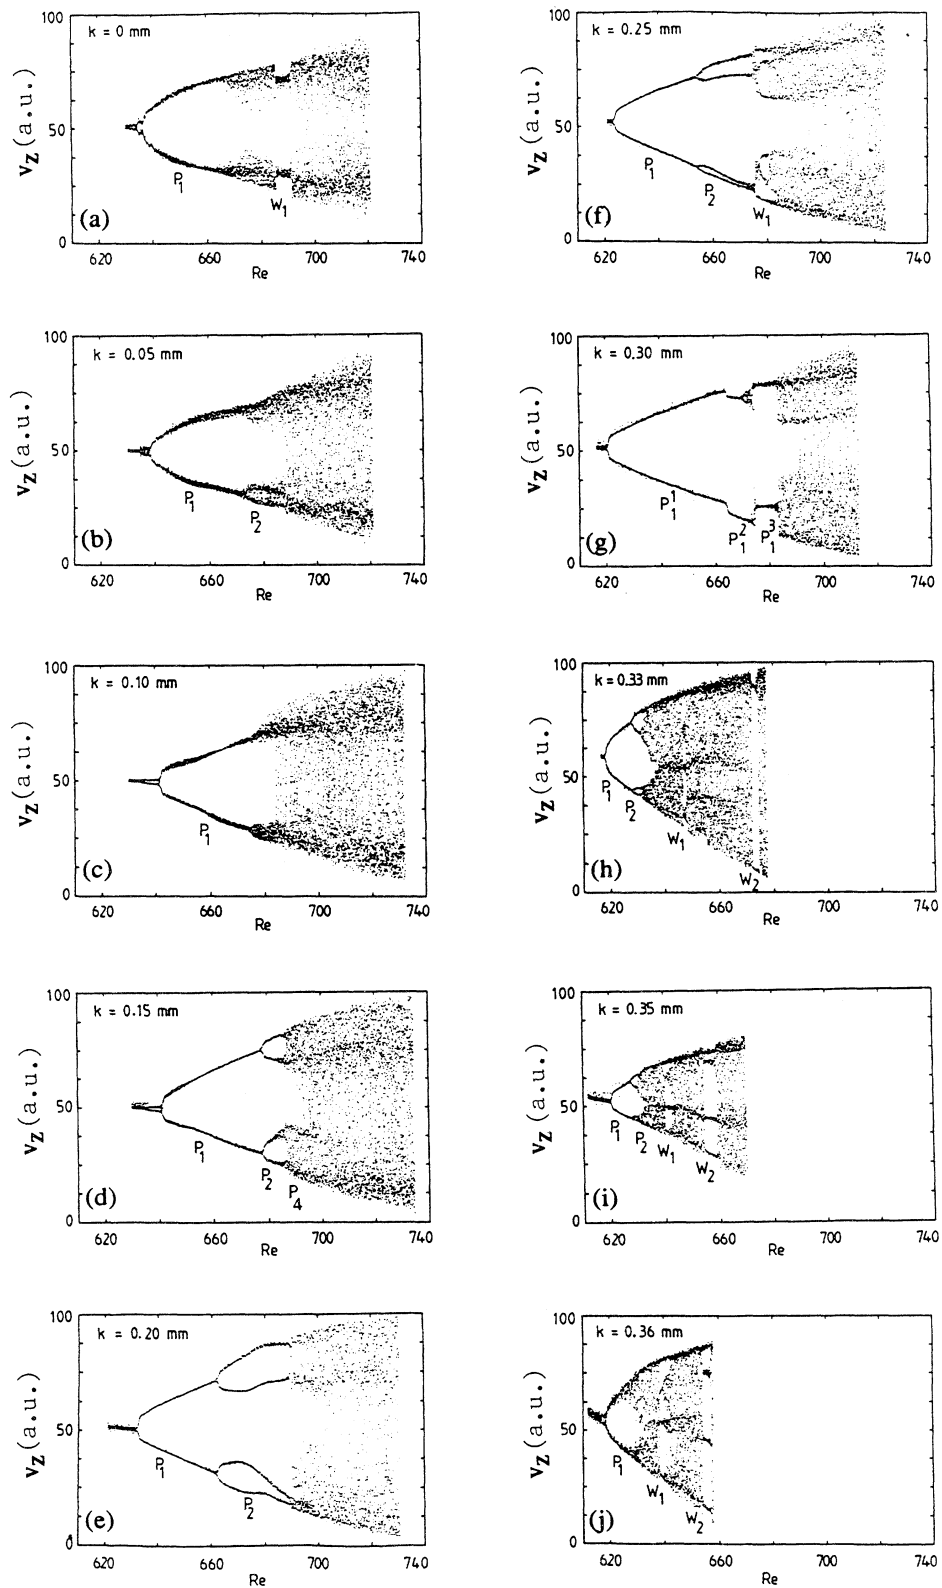 100
k = 0 mm
v_Z (a.u.)
50
P_1
W_1
(a)
0
620 660 700 740
Re
100
k = 0.05 mm
v_Z (a.u.)
50
P_1
P_2
(b)
0
620 660 700 740
Re
100
k = 0.10 mm
v_Z (a.u.)
50
P_1
(c)
0
620 660 700 740
Re
100
k = 0.15 mm
v_Z (a.u.)
50
P_1
P_2
P_4
(d)
0
620 660 700 740
Re
100
k = 0.20 mm
v_Z (a.u.)
50
P_1
P_2
(e)
0
620 660 700 740
Re
100
k = 0.25 mm
v_Z (a.u.)
50
P_1
P_2
W_1
(f)
0
620 660 700 740
Re
100
k = 0.30 mm
v_Z (a.u.)
50
P_1^1
P_1^2 P_1^3
(g)
0
620 660 700 740
Re
100
k = 0.33 mm
v_Z (a.u.)
50
P_1
P_2
W_1
W_2
(h)
0
620 660 700 740
Re
100
k = 0.35 mm
v_Z (a.u.)
50
P_1
P_2
W_1
W_2
(i)
0
620 660 700 740
Re
100
k = 0.36 mm
v_Z (a.u.)
50
P_1
W_1
W_2
(j)
0
620 660 700 740
Re